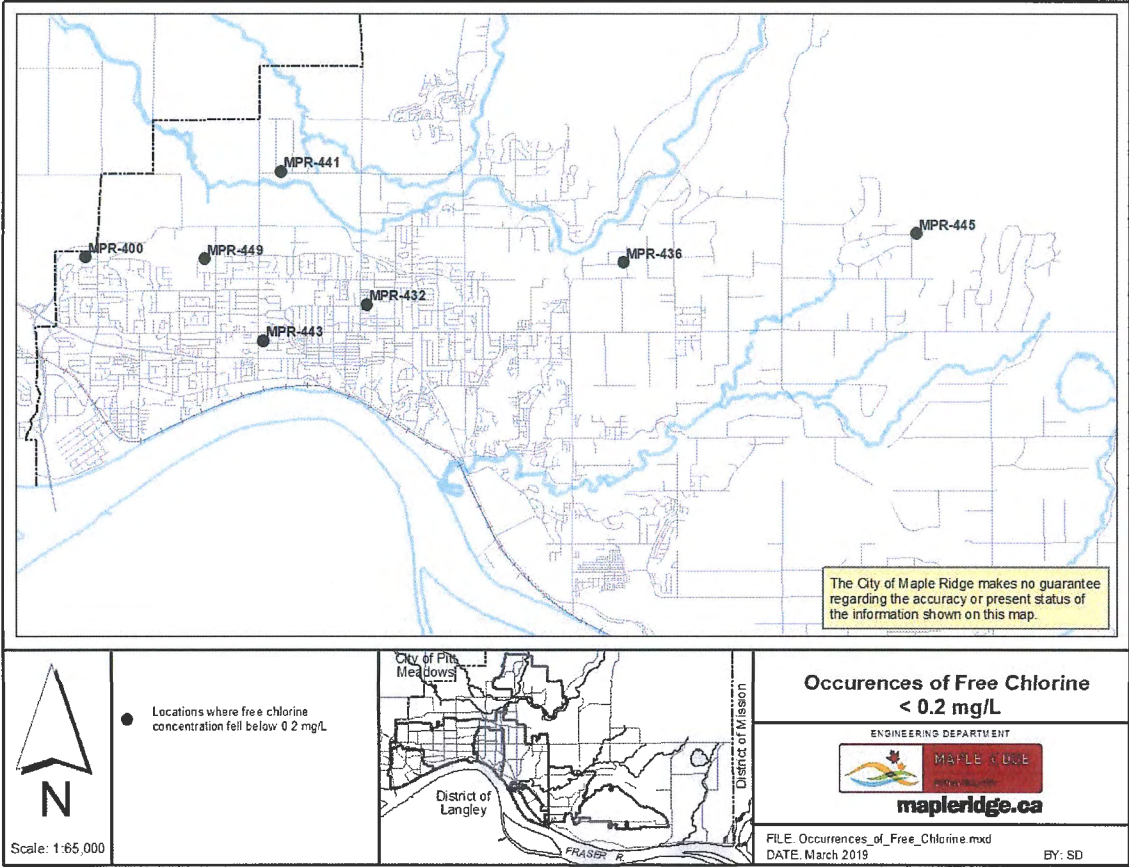 MPR-441
MPR-445
MPR-400
MPR-449
MPR-436
MPR-432
MPR-443
The City of Maple Ridge makes no guarantee
regarding the accuracy or present status of
the information shown on this map.
N
Scale: 1:65,000
Locations where free chlorine
concentration fell below 0.2 mg/L
City of Pitt
Meadows
District of
Langley
FRASER R.
District of Mission
Occurences of Free Chlorine
< 0.2 mg/L
ENGINEERING DEPARTMENT
MAPLE RIDGE
mapleridge.ca
FILE: Occurrences_of_Free_Chlorine.mxd
DATE: March 2019
BY: SD